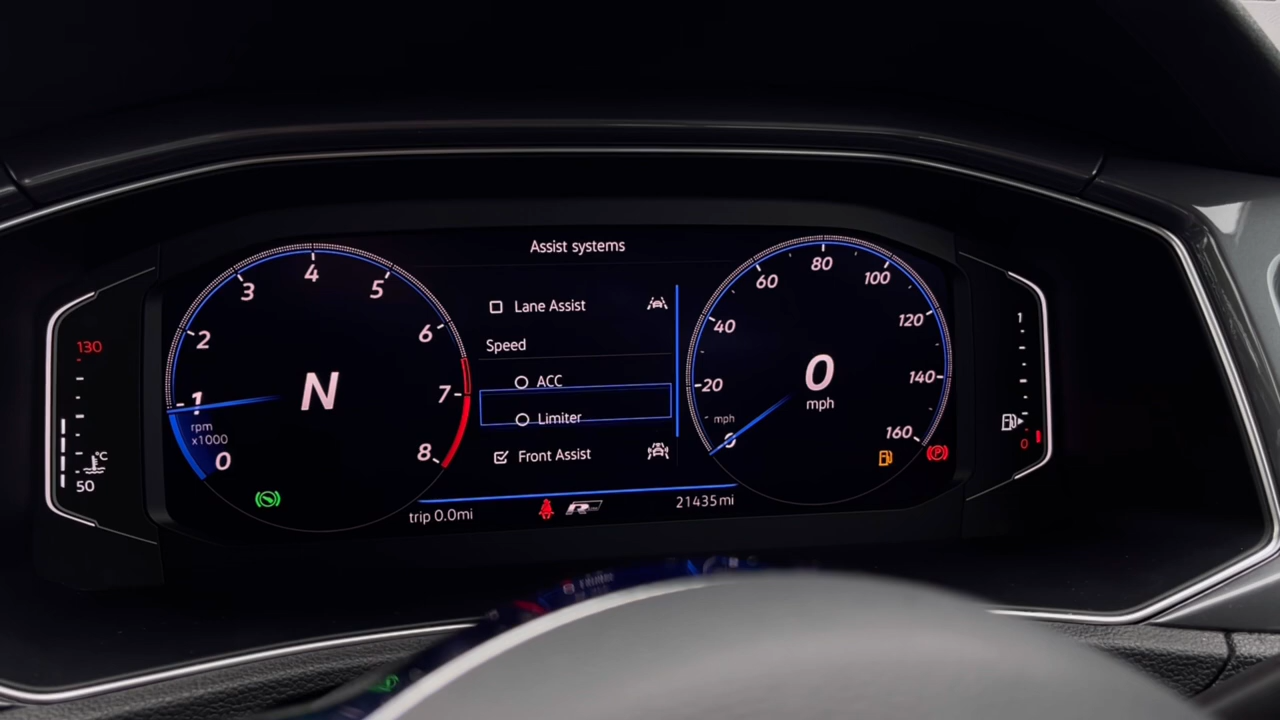 Assist systems
Lane Assist
Speed
ACC
Limiter
Front Assist
trip 0.0mi
21435mi
130
°C
50
0
1
2
3
4
5
6
7
8
rpm
x1000
N
0
20
40
60
80
100
120
140
160
mph
0
mph
P
R
1
0